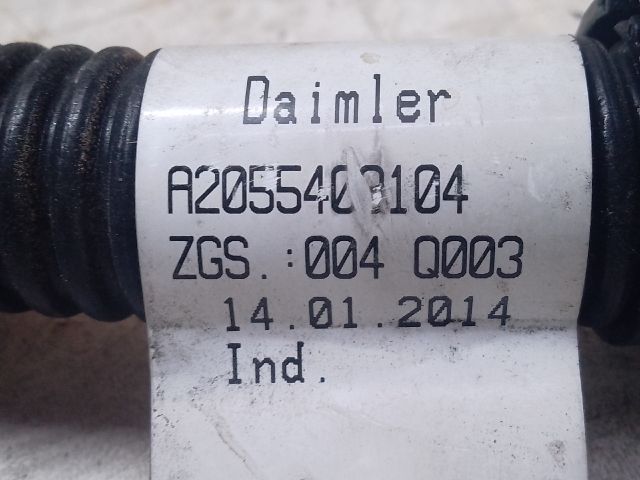 Daimler
A2055403104
ZGS.:004 Q003
14.01.2014
Ind.